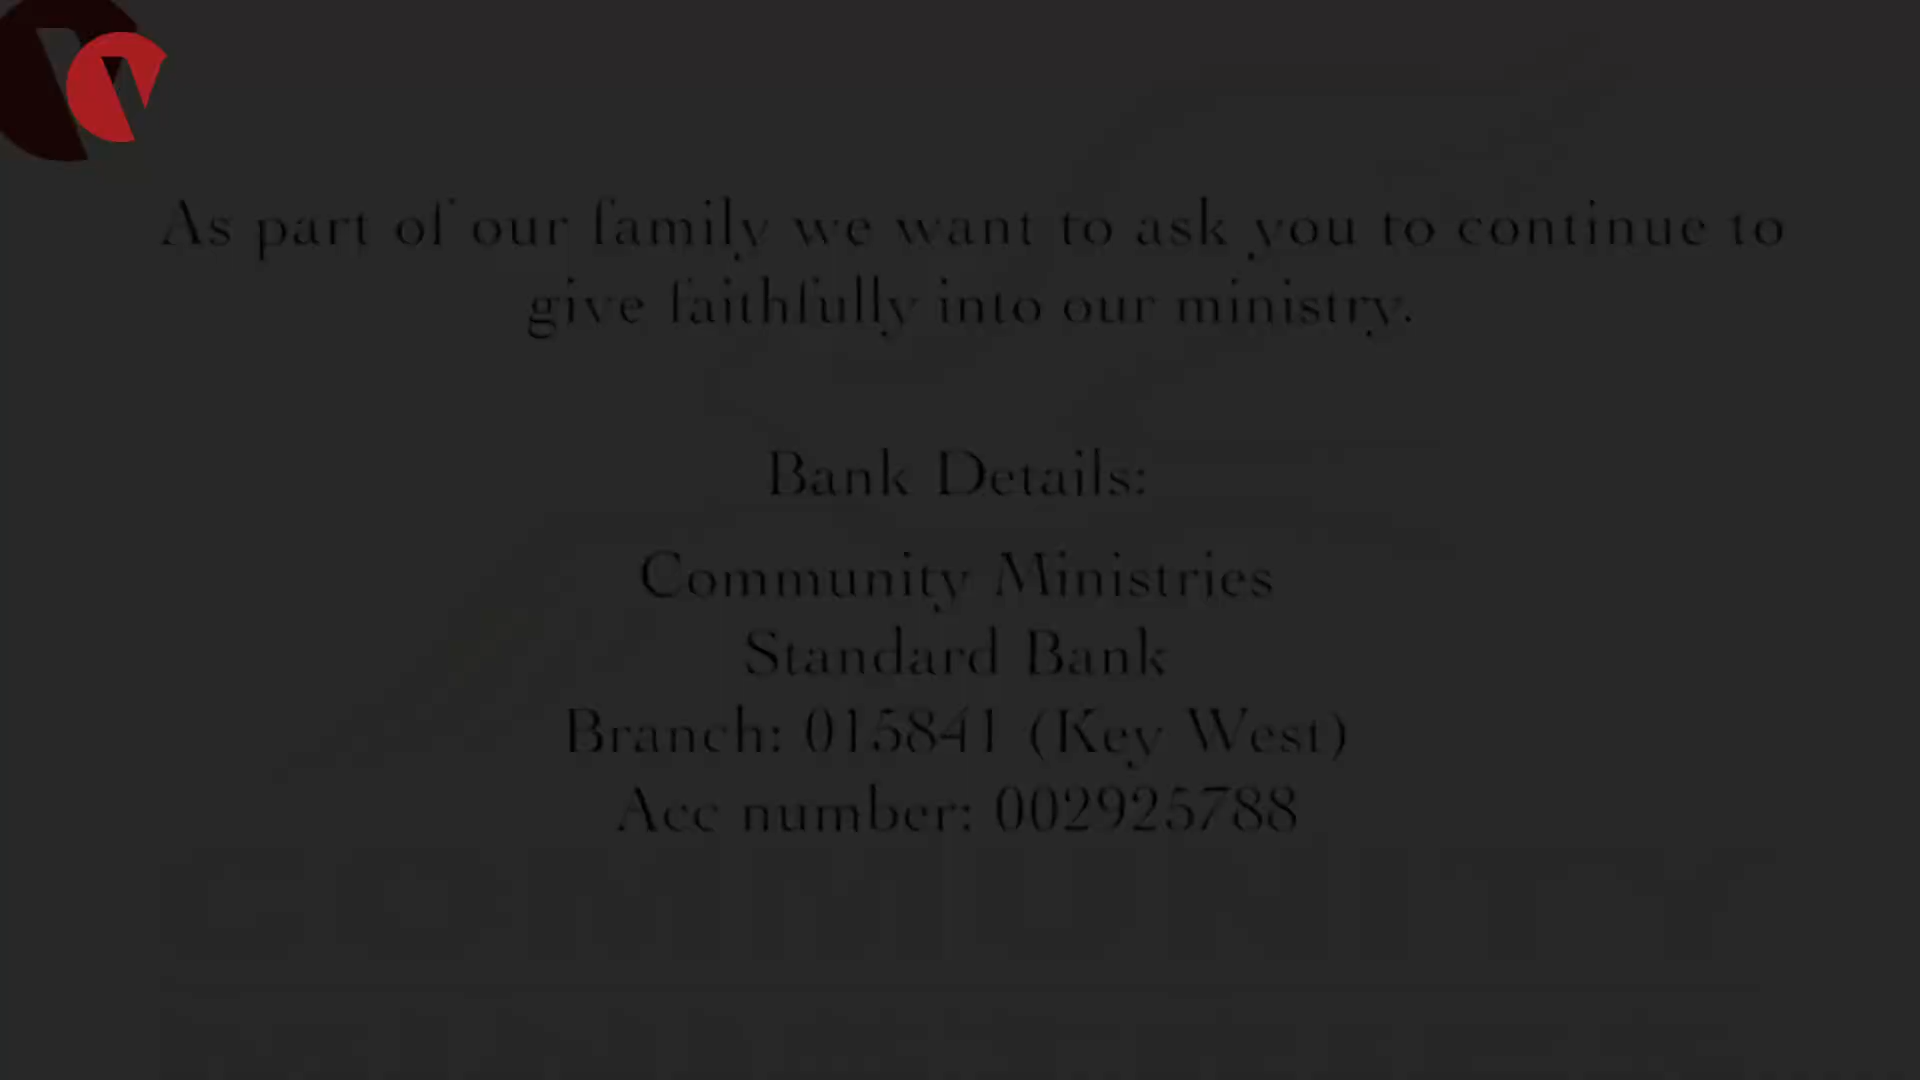 As part of our family we want to ask you to continue to
give faithfully into our ministry.
Bank Details:
Community Ministries
Standard Bank
Branch: 015841 (Key West)
Acc number: 002925788
COMMUNITY